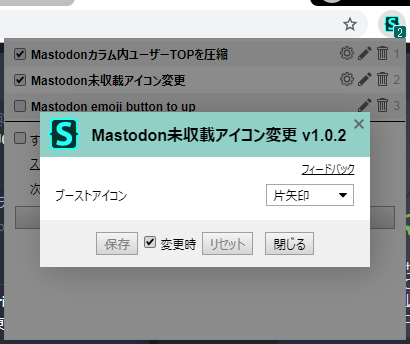 2
Mastodonカラム内ユーザーTOPを圧縮 1
Mastodon未収載アイコン変更 2
Mastodon emoji button to up 3
S
Mastodon未収載アイコン変更 v1.0.2
フィードバック
ブーストアイコン 片矢印
保存 変更時 リセット 閉じる
す
ス
次